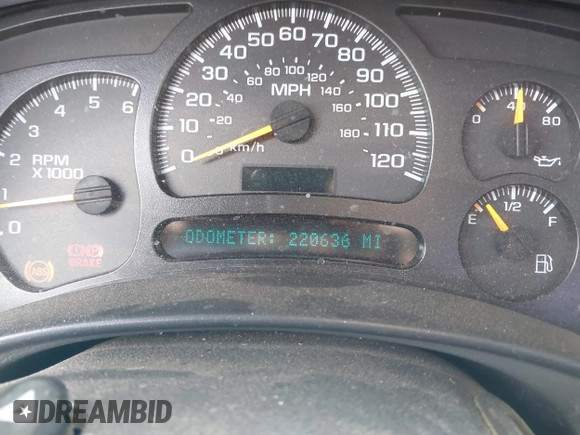 60
50 70
40 80
30 90
20 100
10 110
0 120
80 100 120
60 140
40 160
20 180
MPH
0 km/h
1 2 3 4 5 6
0
RPM
X1000
0 40 80
E 1/2 F
ODOMETER: 220636 MI
ABS
BRAKE
DREAMBID